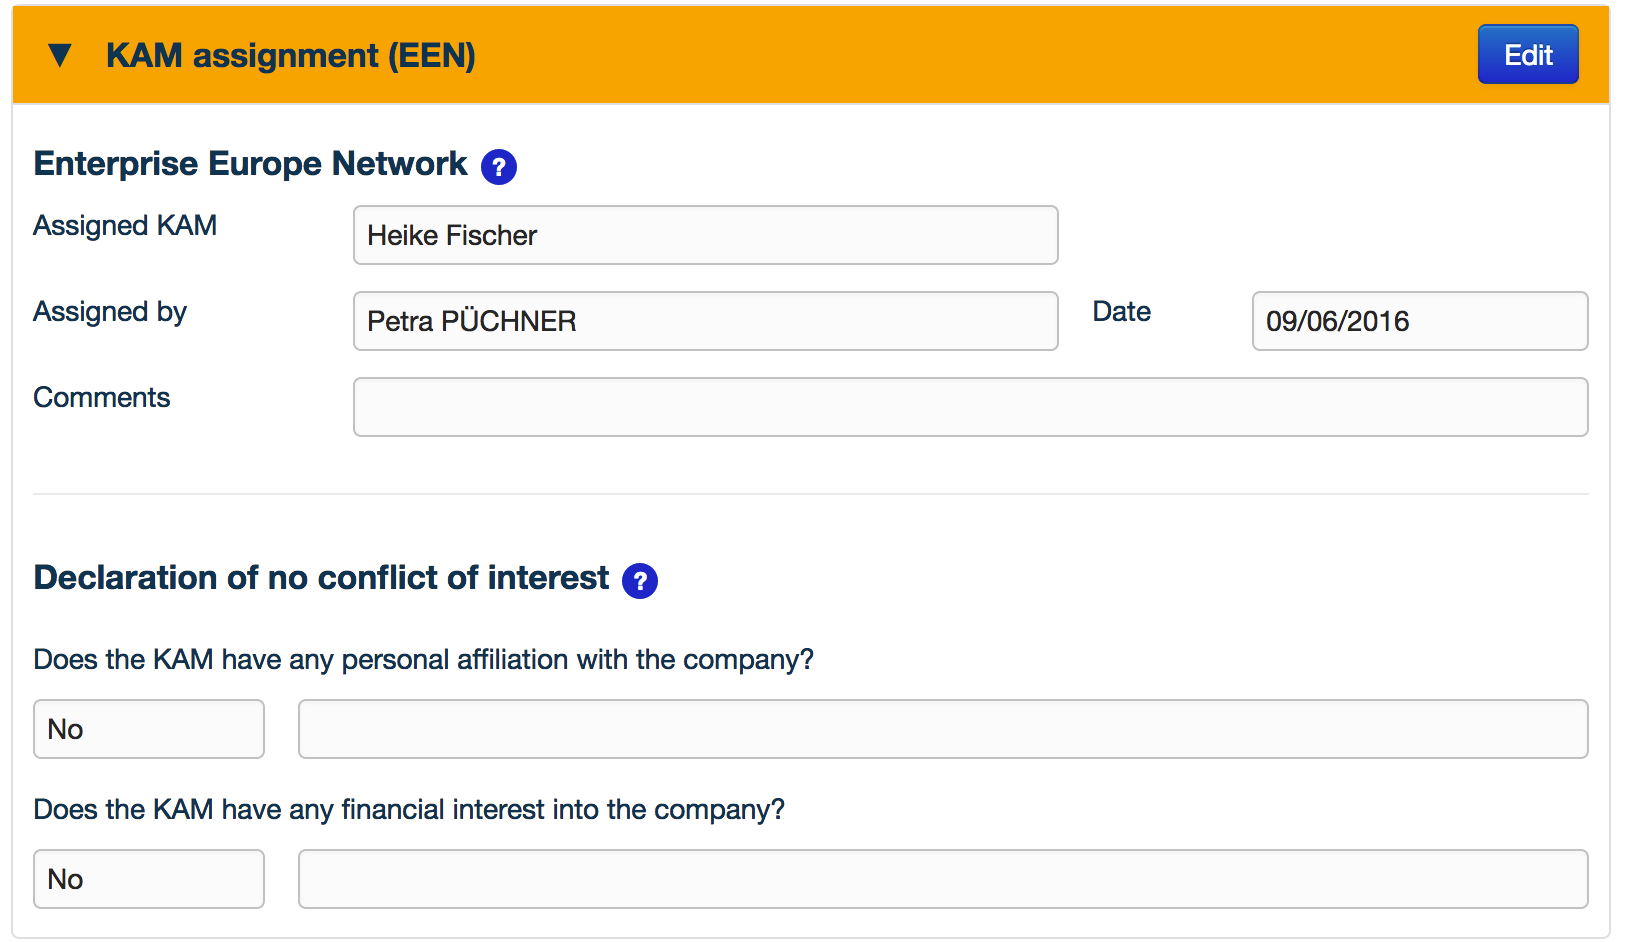 ▼ KAM assignment (EEN) Edit
Enterprise Europe Network ?
Assigned KAM Heike Fischer
Assigned by Petra PÜCHNER Date 09/06/2016
Comments
Declaration of no conflict of interest ?
Does the KAM have any personal affiliation with the company?
No
Does the KAM have any financial interest into the company?
No